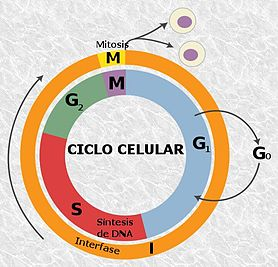 Mitosis
M
M
G2
G1
G0
CICLO CELULAR
S
Síntesis
de DNA
Interfase
I